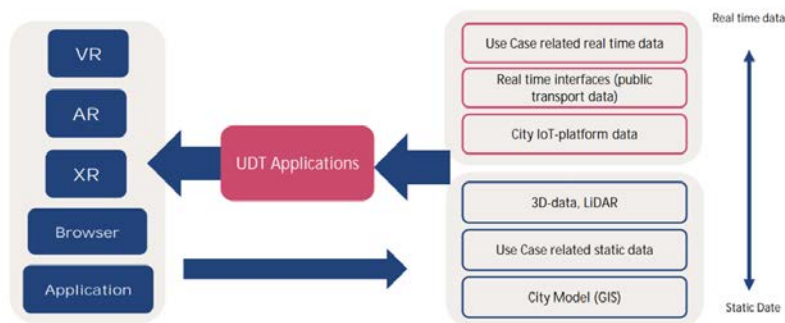 VR
AR
XR
Browser
Application
UDT Applications
Use Case related real time data
Real time interfaces (public
transport data)
City IoT-platform data
3D-data, LiDAR
Use Case related static data
City Model (GIS)
Real time data
Static Date